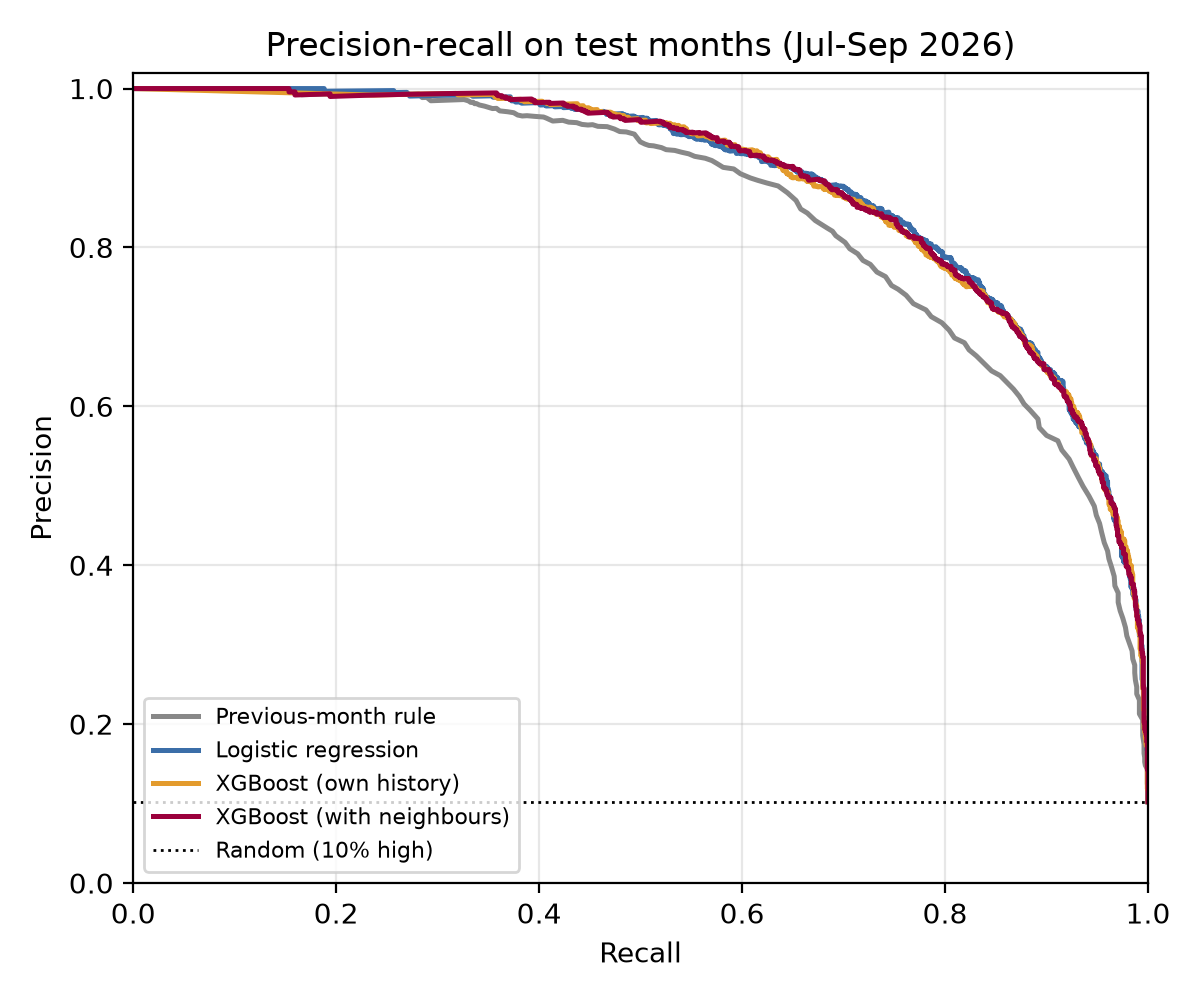 Precision-recall on test months (Jul-Sep 2026)
Precision
1.0
0.8
0.6
0.4
0.2
0.0
Previous-month rule
Logistic regression
XGBoost (own history)
XGBoost (with neighbours)
Random (10% high)
0.0 0.2 0.4 0.6 0.8 1.0
Recall